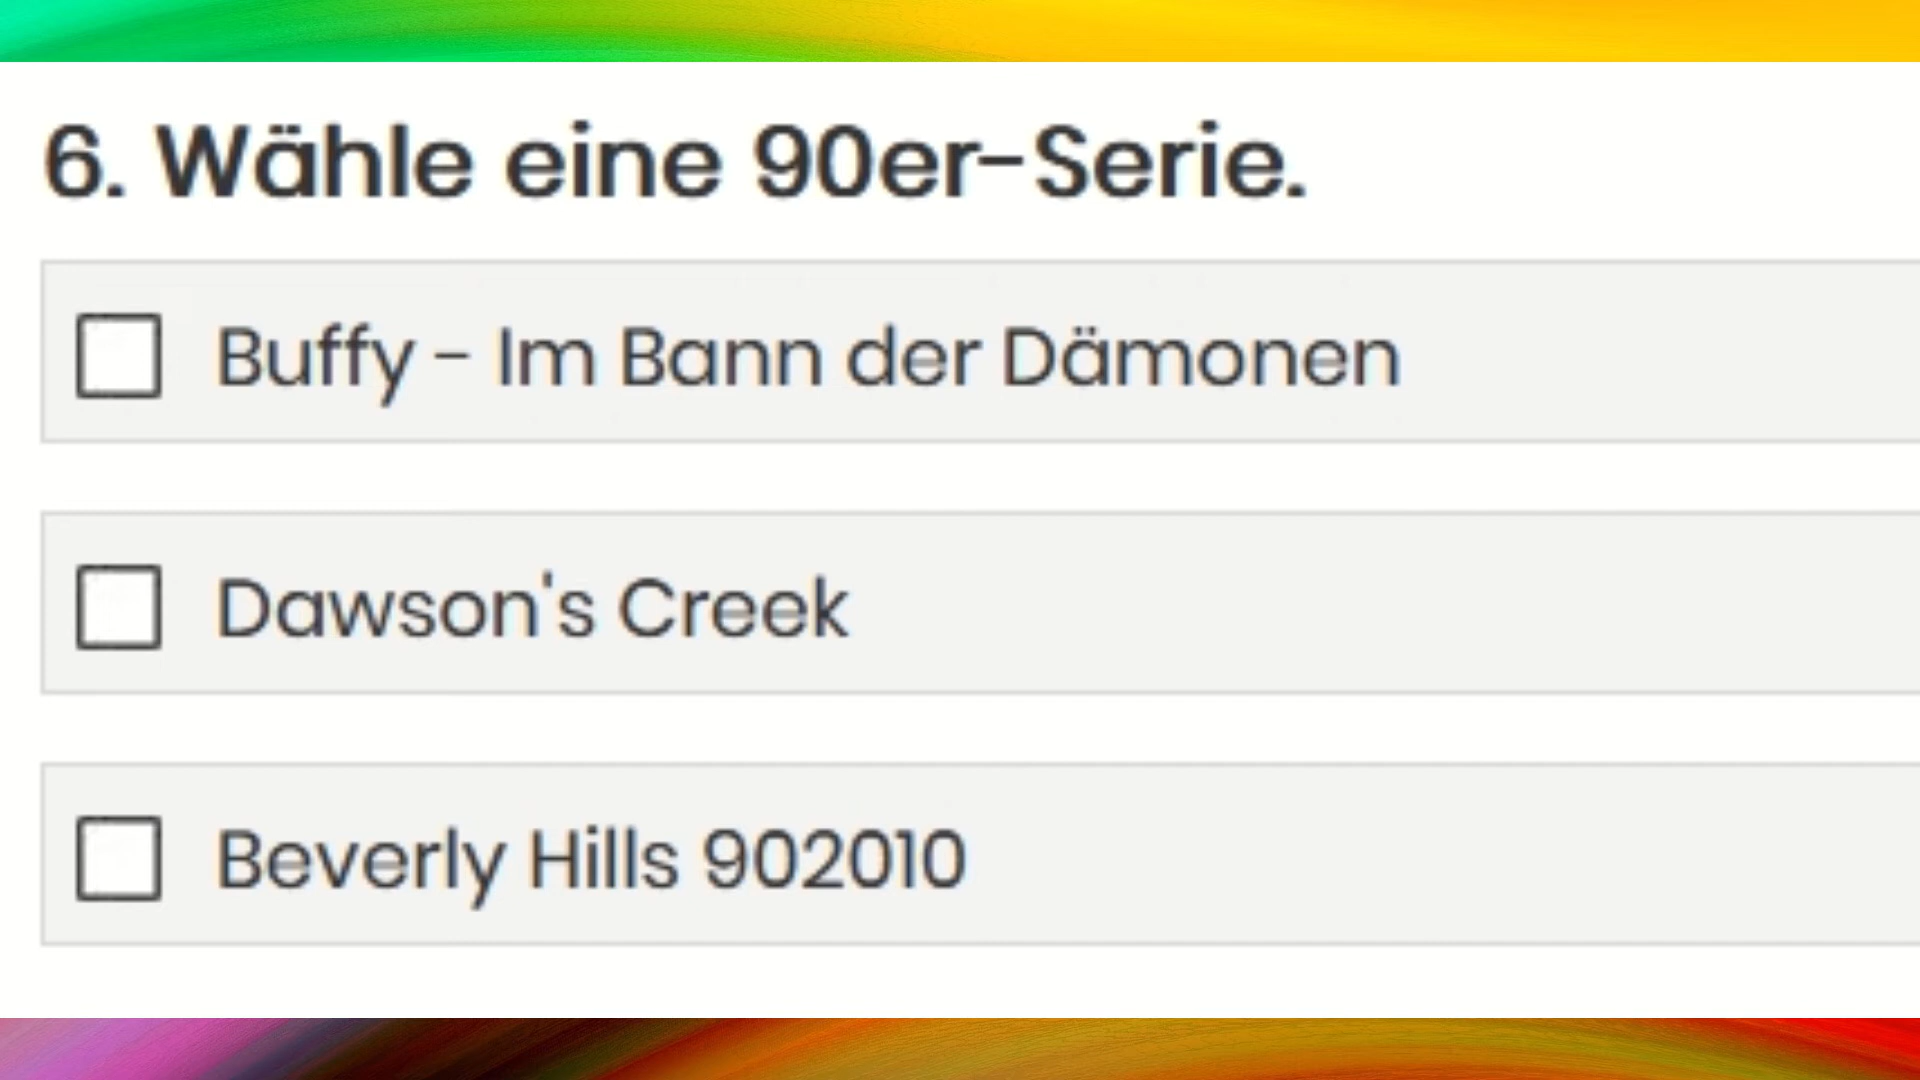 6. Wähle eine 90er-Serie.
Buffy - Im Bann der Dämonen
Dawson's Creek
Beverly Hills 902010